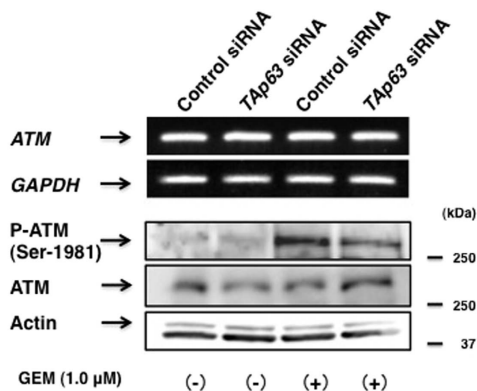 Control siRNA
TAp63 siRNA
Control siRNA
TAp63 siRNA
ATM
GAPDH
(kDa)
P-ATM
(Ser-1981)
250
ATM
250
Actin
37
GEM (1.0 μM) (-) (-) (+) (+)